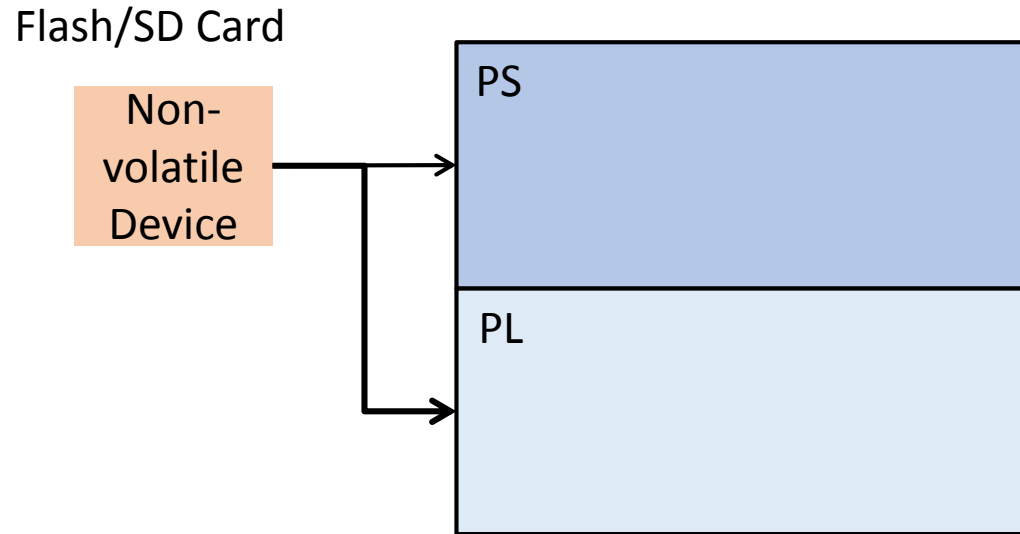 Flash/SD Card
Non-
volatile
Device
PS
PL